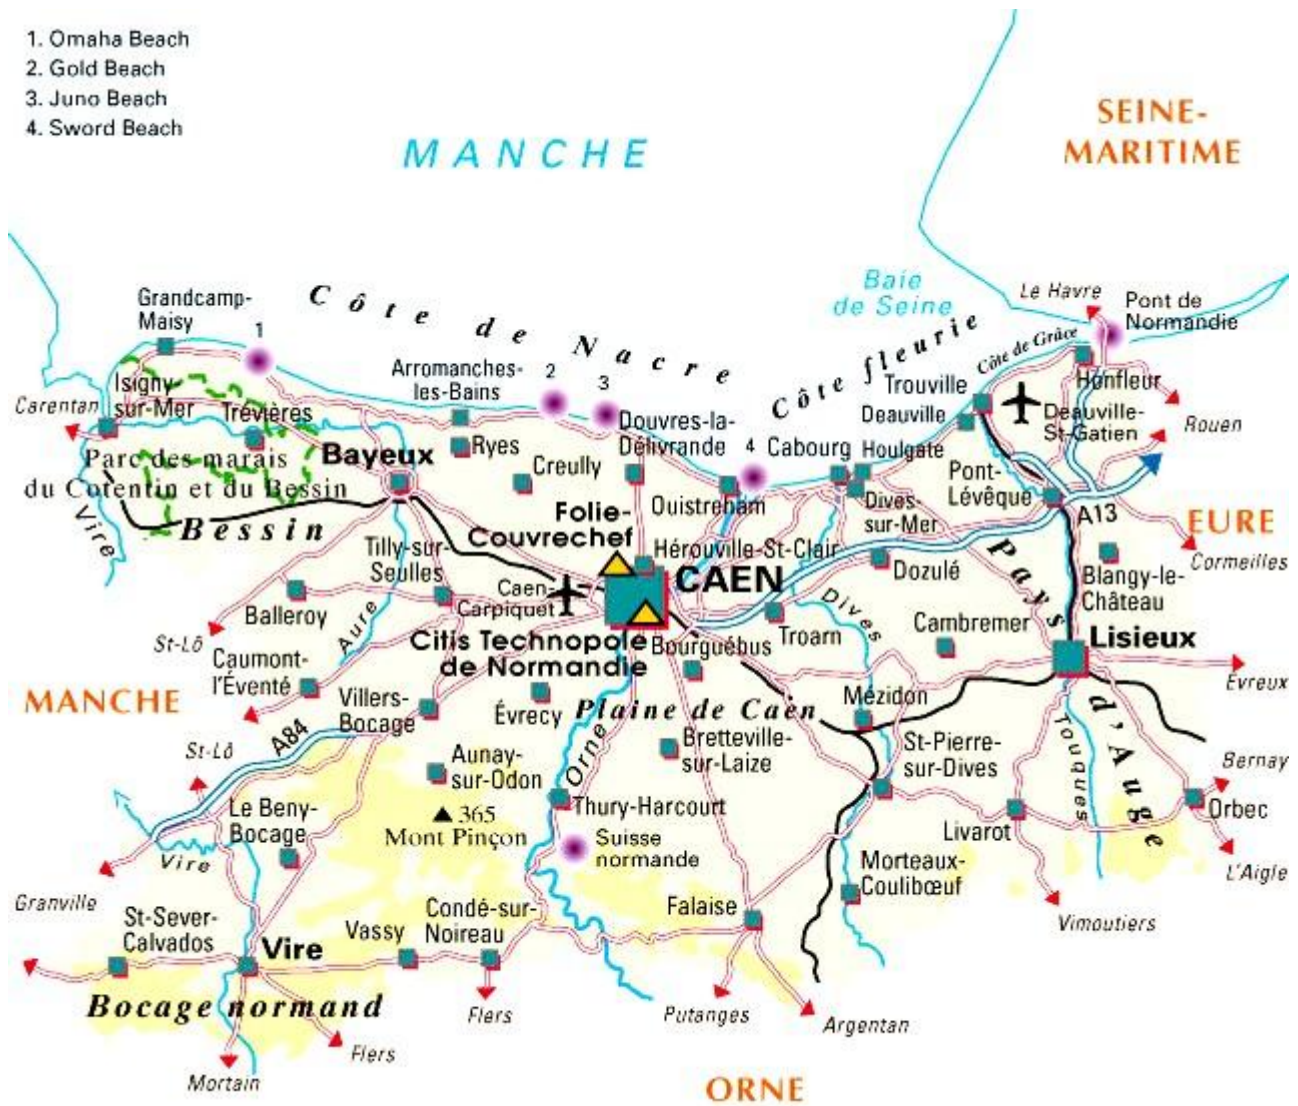 1. Omaha Beach
2. Gold Beach
3. Juno Beach
4. Sword Beach
MANCHE
SEINE-
MARITIME
Baie
de Seine
Le Havre
Pont de
Normandie
Grandcamp-
Maisy
Côte de Nacre
1
Côte fleurie
Côte de Grâce
Arromanches-
les-Bains
2
3
Trouville
Honfleur
Carentan
Isigny-
sur-Mer
Trévières
Ryes
Douvres-la-
Délivrande
4
Cabourg
Houlgate
Deauville
Deauville-
St-Gatien
Rouen
Parc des marais
du Cotentin et du Bessin
Bayeux
Creully
Ouistreham
Dives-
sur-Mer
Pont-
Lévêque
A13
EURE
Vire
Bessin
Folie-
Couvrechef
Hérouville-St-Clair
Tilly-sur-
Seulles
Caen-
Carpiquet
CAEN
Dozulé
Pays d'Auge
Blangy-le-
Château
Cormeilles
Balleroy
Aure
Citis Technopole
de Normandie
Bourguébus
Troarn
Dives
Cambremer
Lisieux
St-Lô
Caumont-
l'Éventé
Villers-
Bocage
Évrecy
Plaine de Caen
Mézidon
Evreux
MANCHE
A84
St-Lô
Orne
Bretteville-
sur-Laize
St-Pierre-
sur-Dives
Touques
Bernay
Aunay-
sur-Odon
Le Beny-
Bocage
365
Mont Pinçon
Thury-Harcourt
Livarot
Orbec
Vire
Suisse
normande
Morteaux-
Coulibœuf
L'Aigle
Granville
St-Sever-
Calvados
Vire
Vassy
Condé-sur-
Noireau
Falaise
Vimoutiers
Bocage normand
Flers
Putanges
Argentan
Flers
Mortain
ORNE